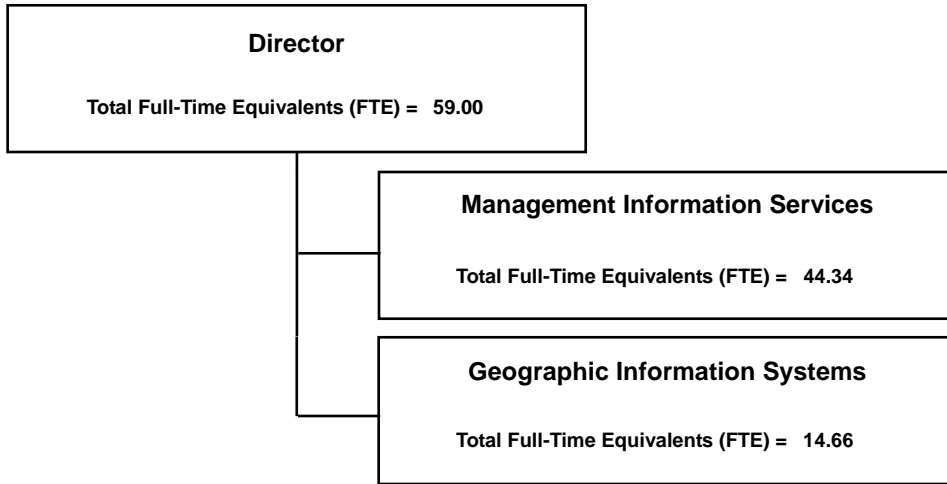 Director
Total Full-Time Equivalents (FTE) = 59.00
Management Information Services
Total Full-Time Equivalents (FTE) = 44.34
Geographic Information Systems
Total Full-Time Equivalents (FTE) = 14.66